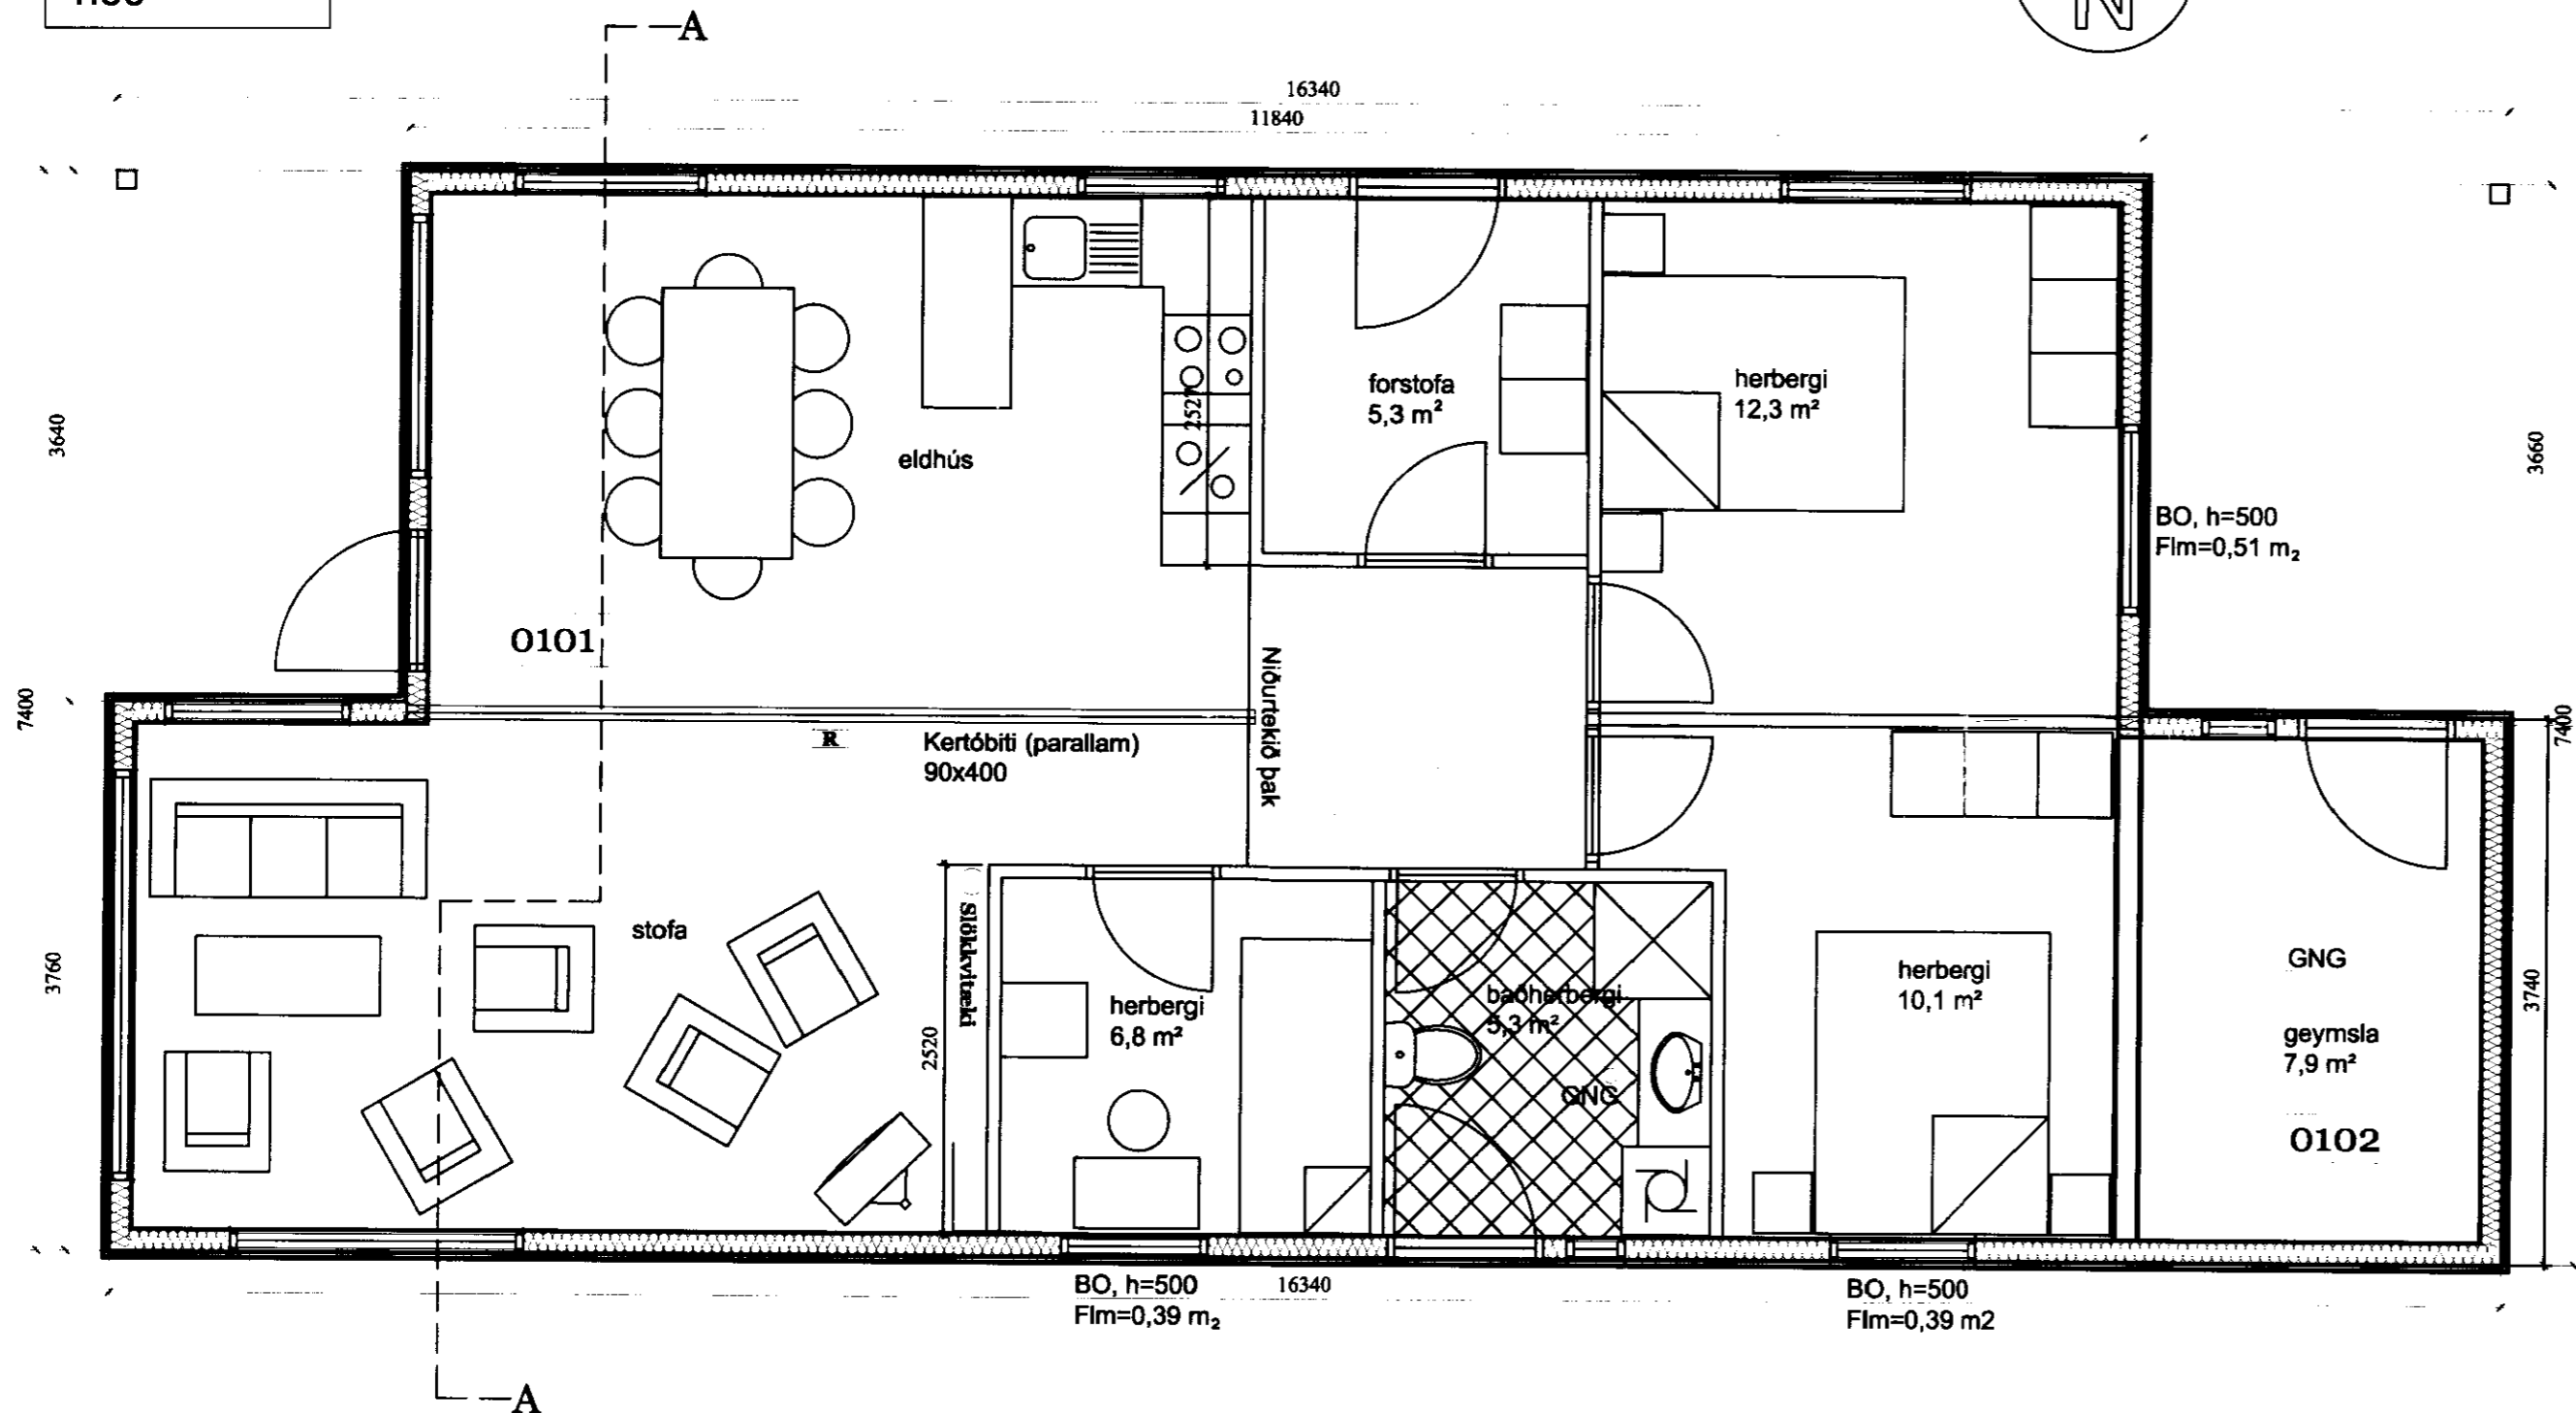 A
N
16340
11840
3640
3660
forstofa
5,3 m²
herbergi
12,3 m²
2527
eldhús
BO, h=500
Flm=0,51 m₂
0101
Niðurtekið þak
7400
7400
R
Kertóbiti (parallam)
90x400
stofa
Slökkvitæki
3760
2520
herbergi
6,8 m²
baðherbergi
5,3 m²
GNG
herbergi
10,1 m²
GNG
geymsla
7,9 m²
0102
3740
BO, h=500
Flm=0,39 m₂
16340
BO, h=500
Flm=0,39 m2
A